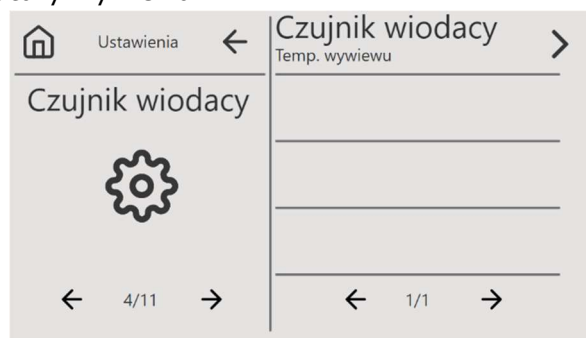 Ustawienia
Czujnik wiodacy
4/11
Czujnik wiodacy
Temp. wywiewu
1/1